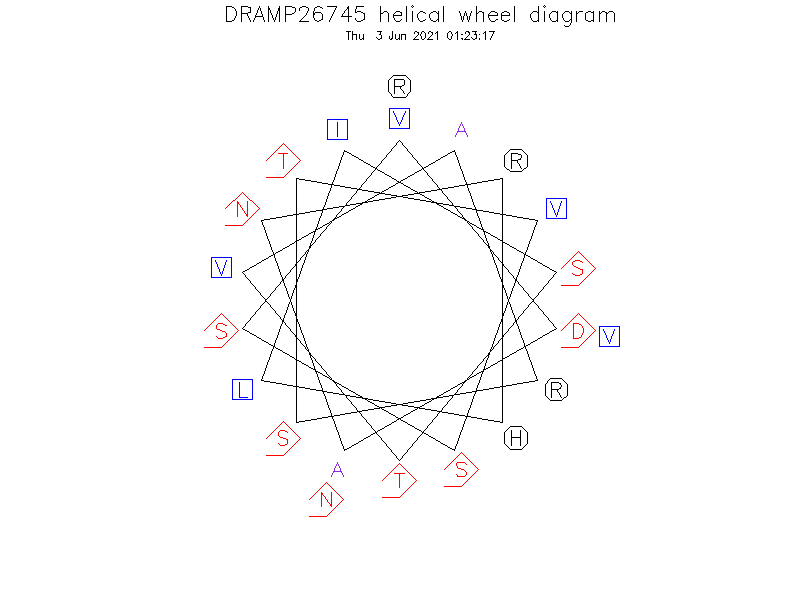 DRAMP26745 helical wheel diagram
Thu 3 Jun 2021 01:23:17
R
I V A
T R
N V
V S
S D V
L R
S H
A T S
N